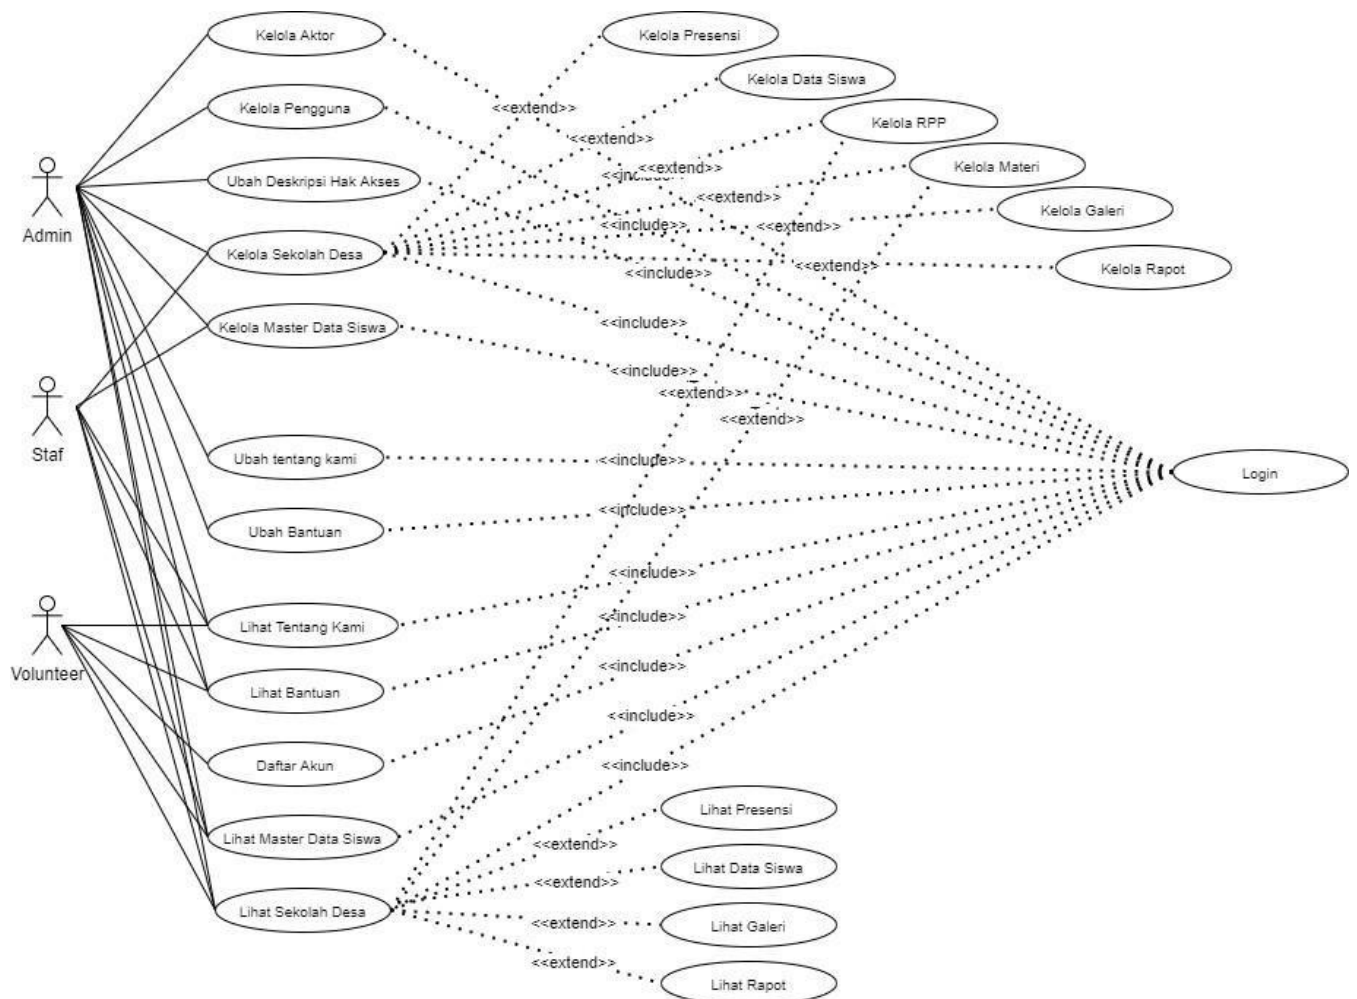 Kelola Aktor
Kelola Presensi
Kelola Data Siswa
Kelola Pengguna
<<extend>>
Kelola RPP
<<extend>>
Kelola Materi
<<extend>>
<<include>>
Ubah Deskripsi Hak Akses
<<extend>>
Kelola Galeri
Admin
<<include>>
<<extend>>
Kelola Sekolah Desa
<<extend>>
Kelola Rapot
<<include>>
<<include>>
Kelola Master Data Siswa
<<include>>
<<extend>>
<<extend>>
Staf
Ubah tentang kami
<<include>>
Login
<<include>>
Ubah Bantuan
<<include>>
<<include>>
Lihat Tentang Kami
<<include>>
Volunteer
Lihat Bantuan
<<include>>
Daftar Akun
<<include>>
Lihat Presensi
Lihat Master Data Siswa
<<extend>>
Lihat Data Siswa
<<extend>>
Lihat Sekolah Desa
<<extend>>
Lihat Galeri
<<extend>>
Lihat Rapot